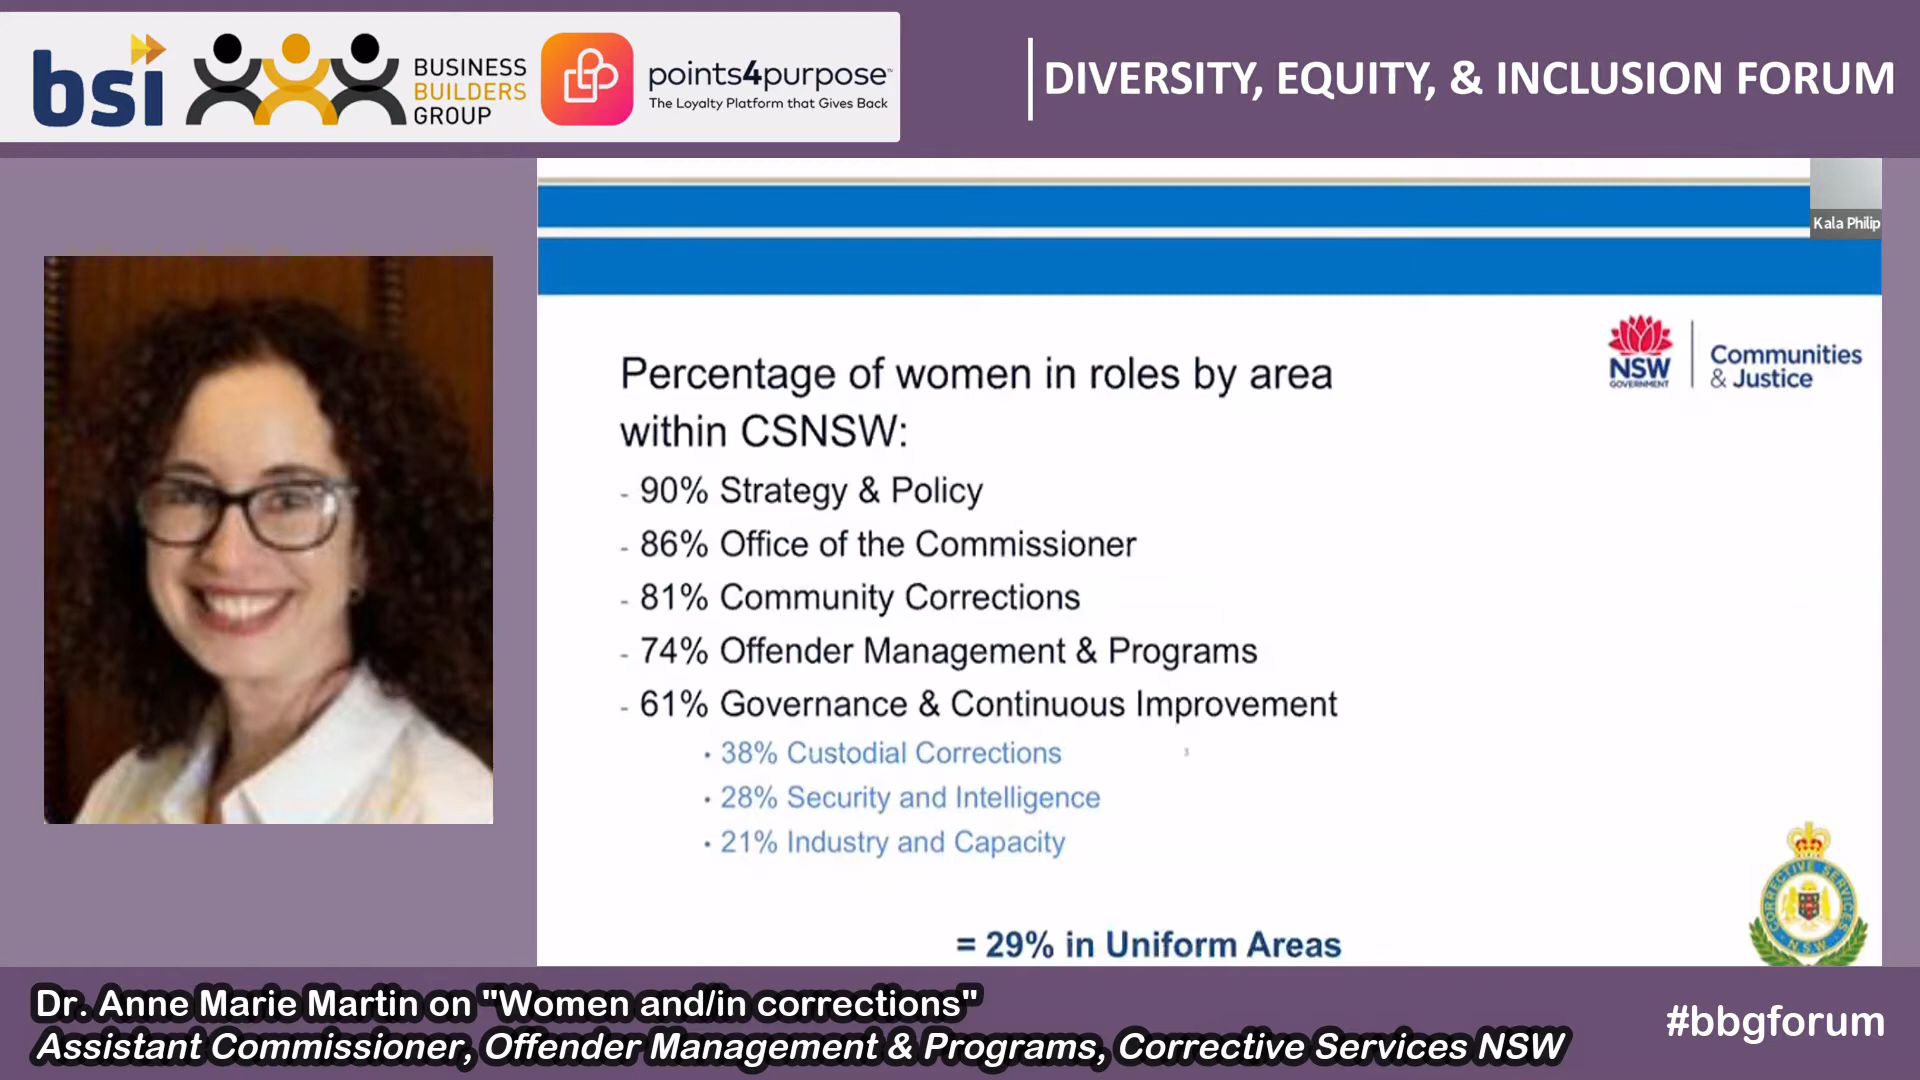 bsi
BUSINESS
BUILDERS
GROUP
points4purpose™
The Loyalty Platform that Gives Back
DIVERSITY, EQUITY, & INCLUSION FORUM
Kala Philip
NSW
GOVERNMENT
Communities
& Justice
Percentage of women in roles by area
within CSNSW:
- 90% Strategy & Policy
- 86% Office of the Commissioner
- 81% Community Corrections
- 74% Offender Management & Programs
- 61% Governance & Continuous Improvement
• 38% Custodial Corrections
3
• 28% Security and Intelligence
• 21% Industry and Capacity
= 29% in Uniform Areas
CORRECTIVE SERVICES
NSW
Dr. Anne Marie Martin on "Women and/in corrections"
Assistant Commissioner, Offender Management & Programs, Corrective Services NSW
#bbgforum